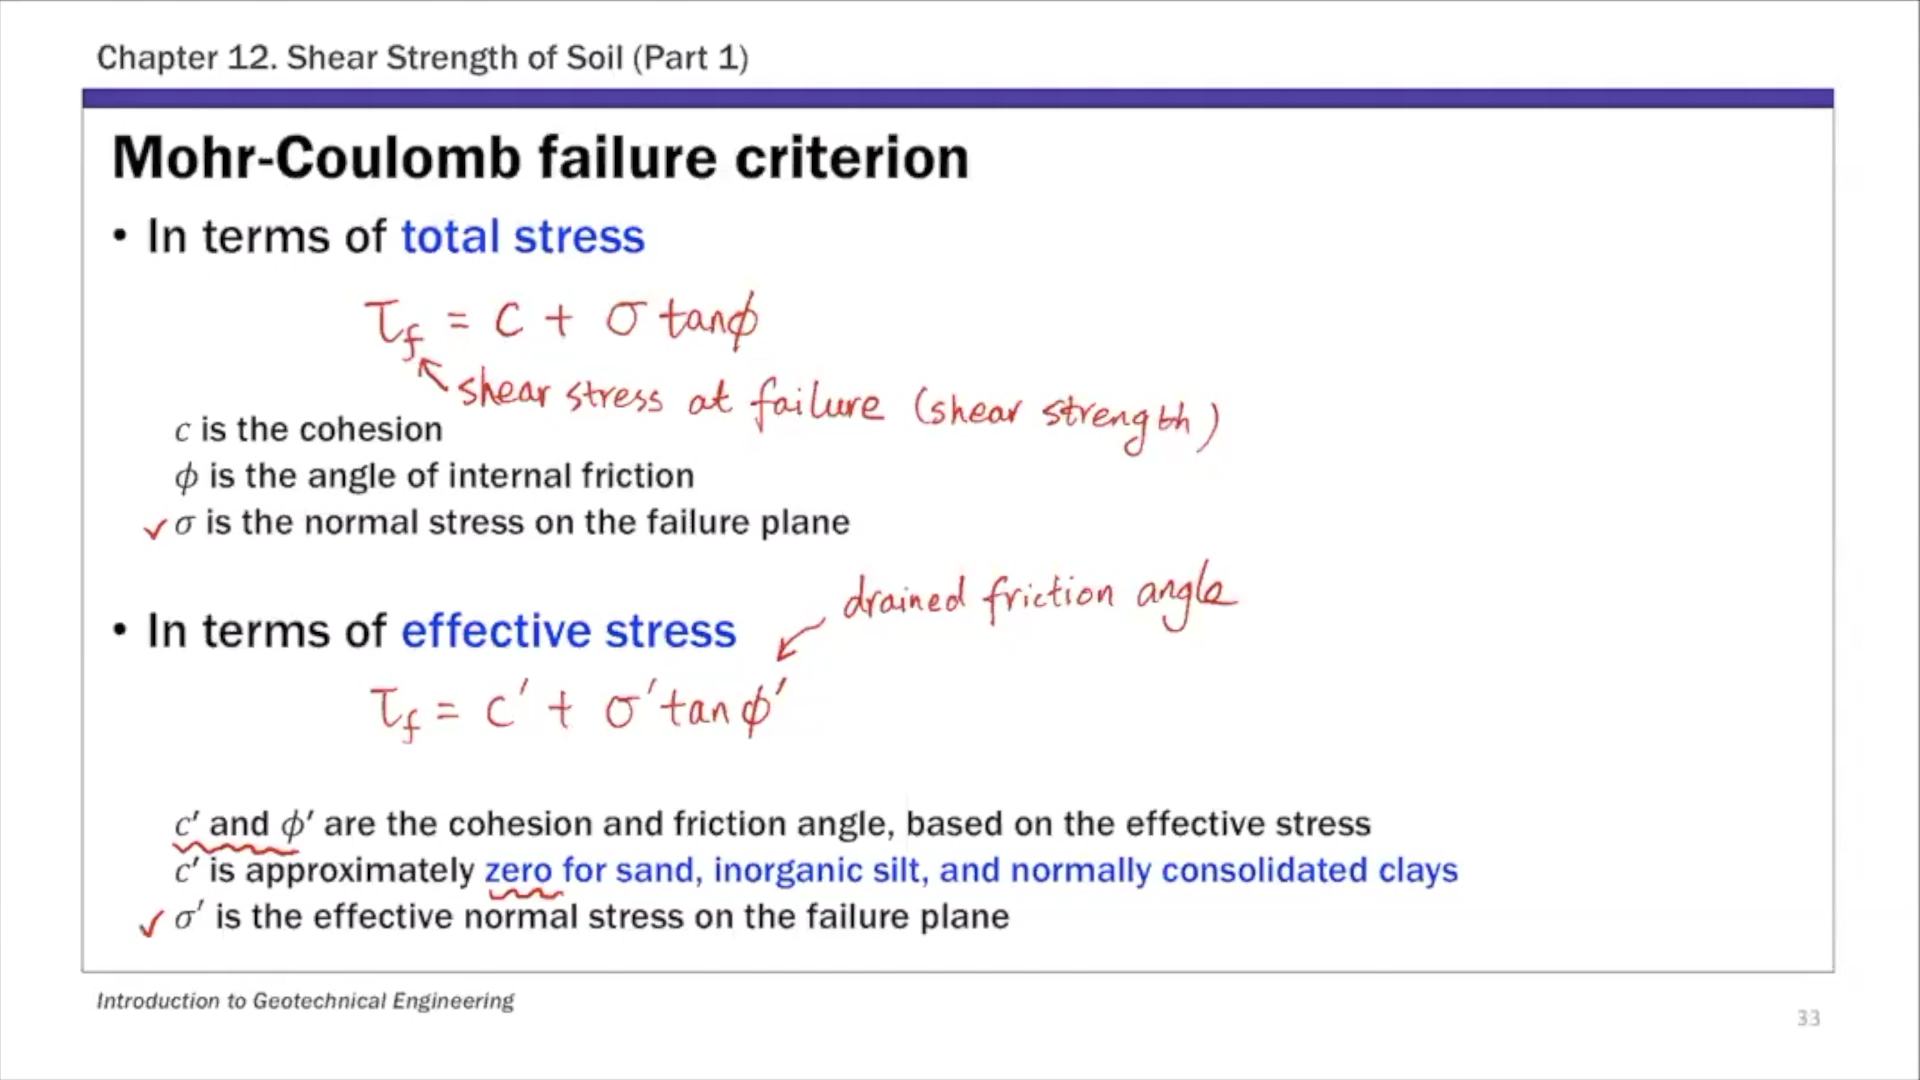 Chapter 12. Shear Strength of Soil (Part 1)
Mohr-Coulomb failure criterion
• In terms of total stress
τf = c + σ tanϕ
shear stress at failure (shear strength)
c is the cohesion
ϕ is the angle of internal friction
✓ σ is the normal stress on the failure plane
drained friction angle
• In terms of effective stress
τf = c′ + σ′tanϕ′
c′ and ϕ′ are the cohesion and friction angle, based on the effective stress
c′ is approximately zero for sand, inorganic silt, and normally consolidated clays
✓ σ′ is the effective normal stress on the failure plane
Introduction to Geotechnical Engineering
33